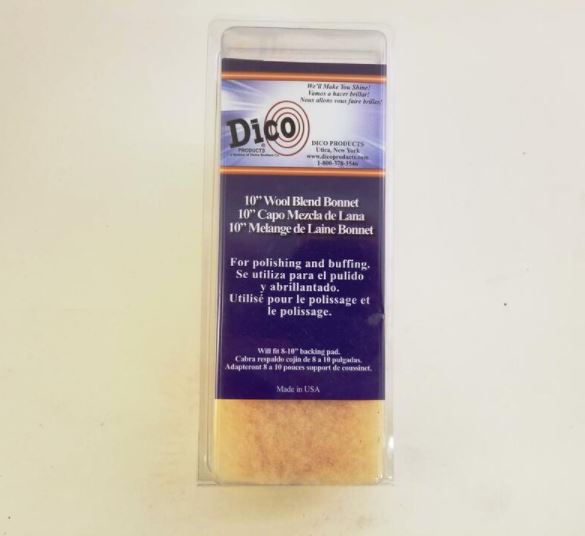 We'll Make You Shine!
Vamos a hacer brillar!
Nous allons vous faire briller!
Dico
PRODUCTS
DICO PRODUCTS
Utica, New York
www.dicoproducts.com
1-800-378-3546
10" Wool Blend Bonnet
10" Capo Mezcla de Lana
10" Melange de Laine Bonnet
For polishing and buffing.
Se utiliza para el pulido
y abrillantado.
Utilisé pour le polissage et
le polissage.
Will fit 8-10" backing pad.
Cabra respaldo cojin de 8 a 10 pulgadas.
Adapteront 8 a 10 pouces support de coussinet.
Made in USA